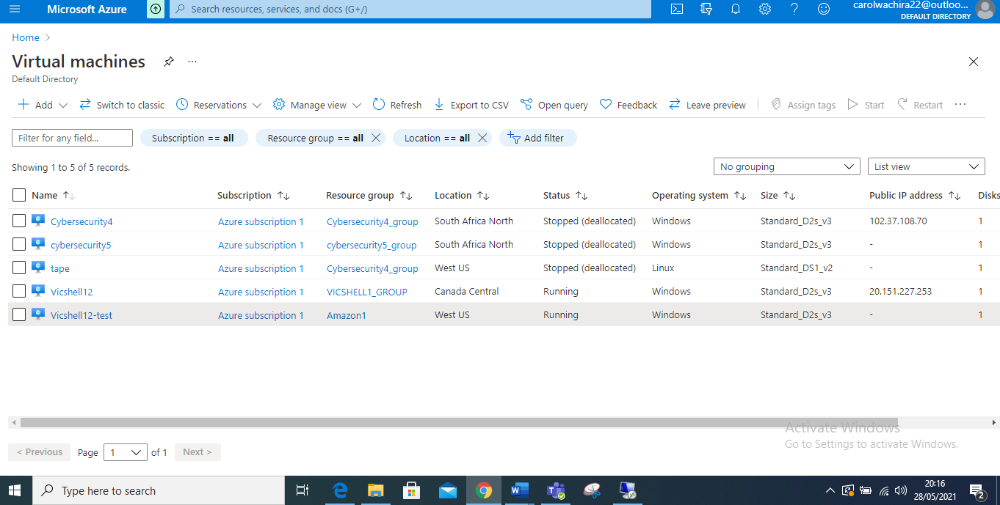 Microsoft Azure
Search resources, services, and docs (G+/)
carolwachira22@outloo...
DEFAULT DIRECTORY
Home >
Virtual machines ...
Default Directory
Add Switch to classic Reservations Manage view Refresh Export to CSV Open query Feedback Leave preview Assign tags Start Restart ...
Filter for any field... Subscription == all Resource group == all Location == all Add filter
Showing 1 to 5 of 5 records. No grouping List view
Name Subscription Resource group Location Status Operating system Size Public IP address Disks
Cybersecurity4 Azure subscription 1 Cybersecurity4_group South Africa North Stopped (deallocated) Windows Standard_D2s_v3 102.37.108.70 1
cybersecurity5 Azure subscription 1 cybersecurity5_group South Africa North Stopped (deallocated) Windows Standard_D2s_v3 - 1
tape Azure subscription 1 Cybersecurity4_group West US Stopped (deallocated) Linux Standard_DS1_v2 - 1
Vicshell12 Azure subscription 1 VICSHELL1_GROUP Canada Central Running Windows Standard_D2s_v3 20.151.227.253 1
Vicshell12-test Azure subscription 1 Amazon1 West US Running Windows Standard_D2s_v3 - 1
Activate Windows
Go to Settings to activate Windows.
< Previous Page 1 of 1 Next >
Type here to search
20:16
28/05/2021
2